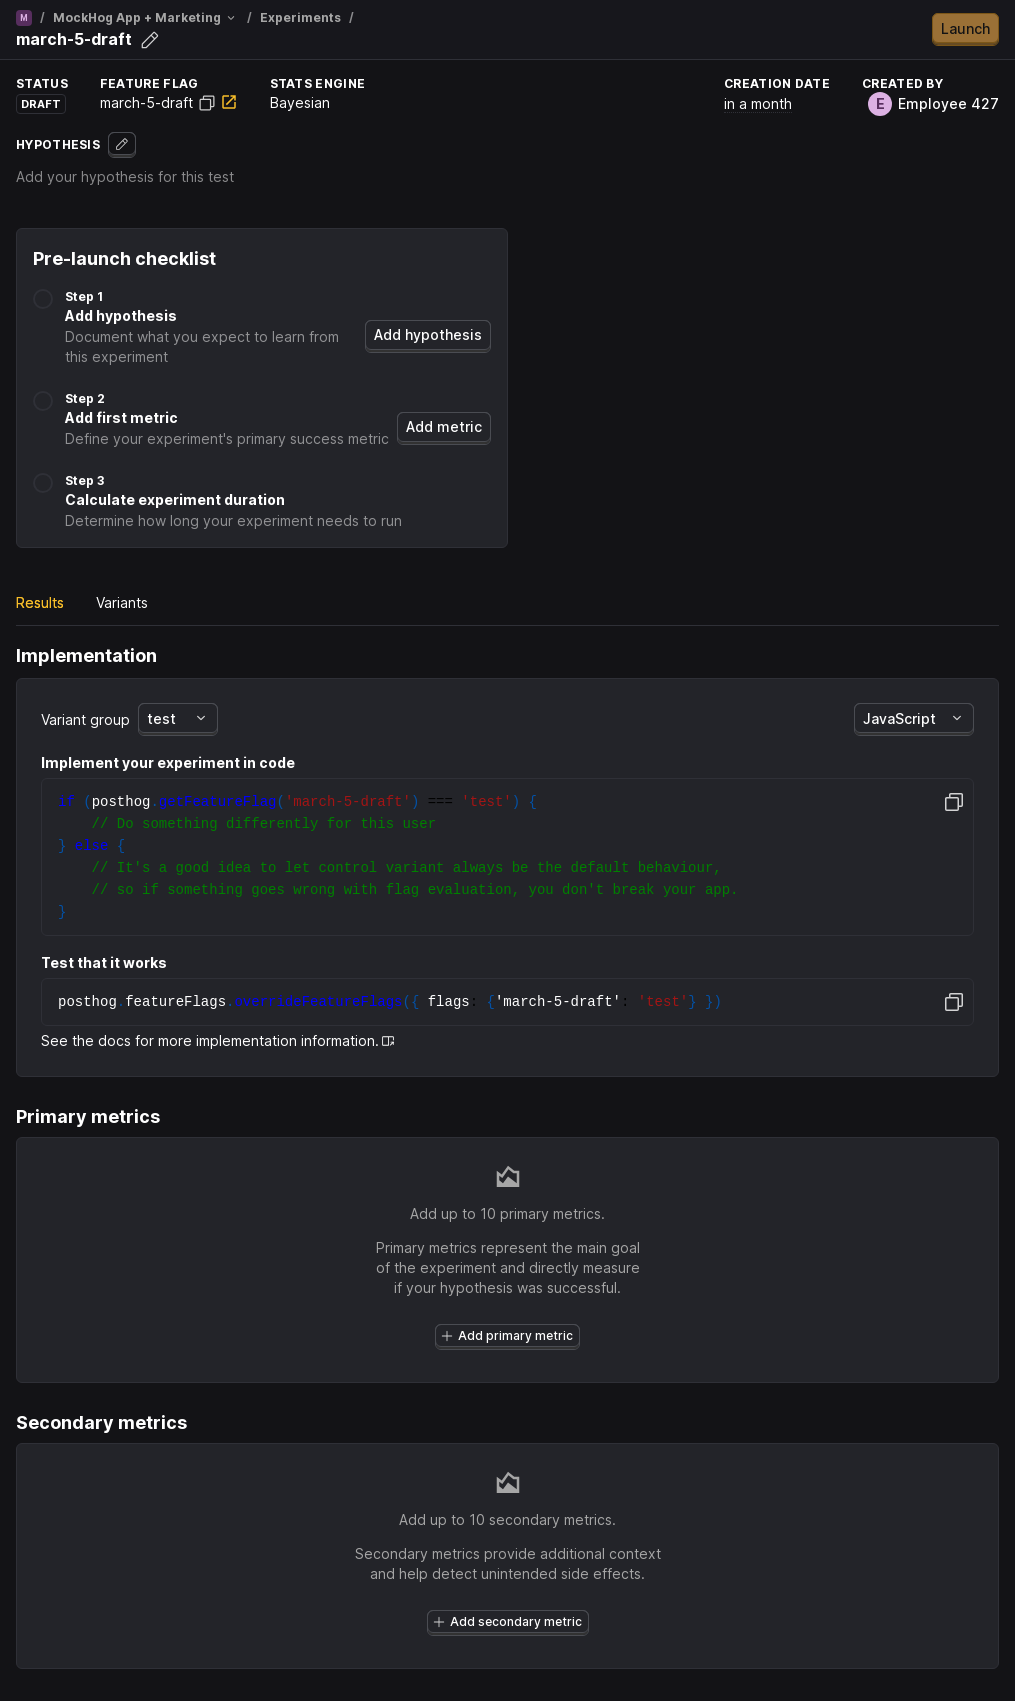 M / MockHog App + Marketing / Experiments /
march-5-draft
Launch
STATUS
DRAFT
FEATURE FLAG
march-5-draft
STATS ENGINE
Bayesian
CREATION DATE
in a month
CREATED BY
E Employee 427
HYPOTHESIS
Add your hypothesis for this test
Pre-launch checklist
Step 1
Add hypothesis
Document what you expect to learn from
this experiment
Add hypothesis
Step 2
Add first metric
Define your experiment's primary success metric
Add metric
Step 3
Calculate experiment duration
Determine how long your experiment needs to run
Results Variants
Implementation
Variant group test JavaScript
Implement your experiment in code
if (posthog.getFeatureFlag('march-5-draft') === 'test') {
    // Do something differently for this user
} else {
    // It's a good idea to let control variant always be the default behaviour,
    // so if something goes wrong with flag evaluation, you don't break your app.
}
Test that it works
posthog.featureFlags.overrideFeatureFlags({ flags: {'march-5-draft': 'test'} })
See the docs for more implementation information.
Primary metrics
Add up to 10 primary metrics.
Primary metrics represent the main goal
of the experiment and directly measure
if your hypothesis was successful.
Add primary metric
Secondary metrics
Add up to 10 secondary metrics.
Secondary metrics provide additional context
and help detect unintended side effects.
Add secondary metric